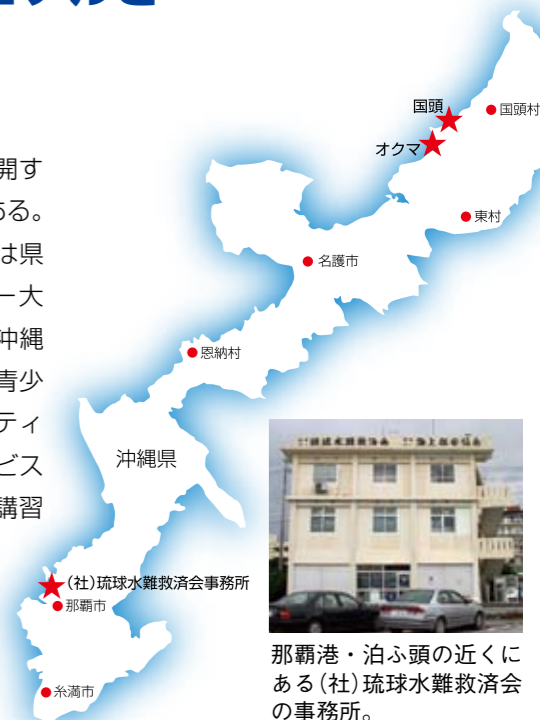 開す
ある。
は県
ー大
沖縄
青少
ティ
ビス
講習
国頭
国頭村
オクマ
東村
名護市
恩納村
沖縄県
(社)琉球水難救済会事務所
那覇市
糸満市
那覇港・泊ふ頭の近くに
ある(社)琉球水難救済会
の事務所。